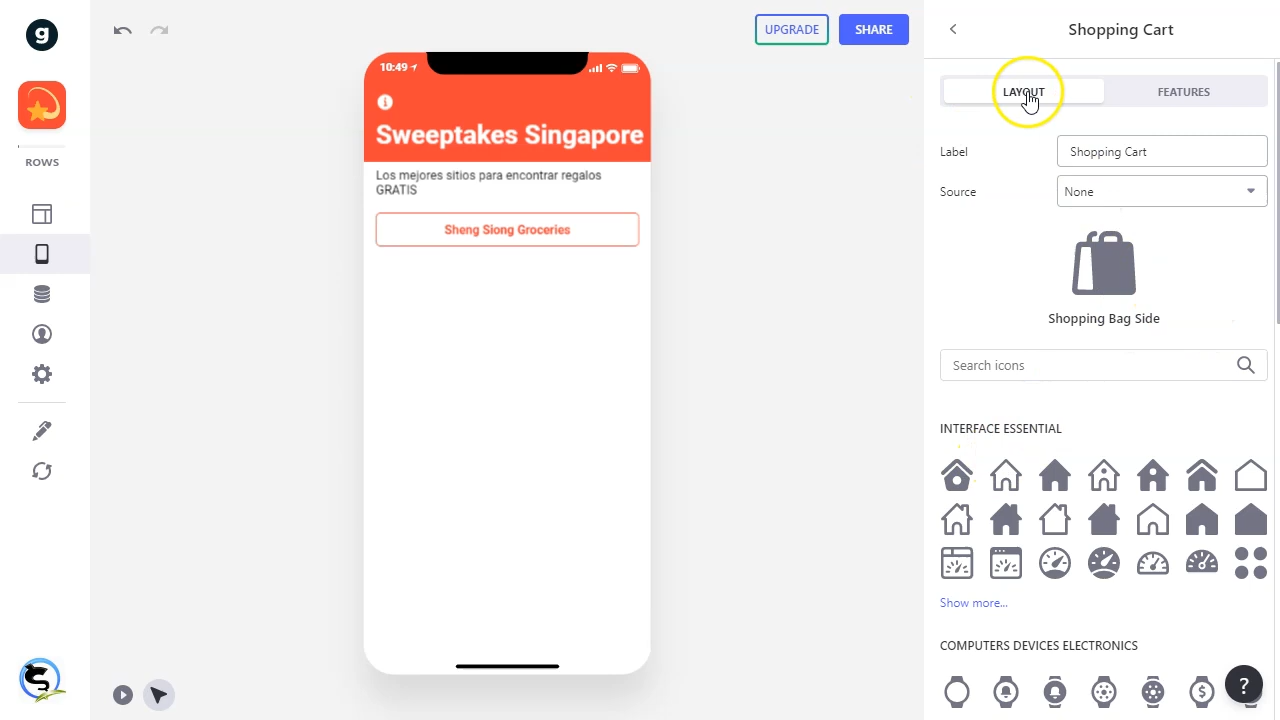 g
ROWS
UPGRADE
SHARE
10:49
Sweeptakes Singapore
Los mejores sitios para encontrar regalos
GRATIS
Sheng Siong Groceries
Shopping Cart
LAYOUT
FEATURES
Label
Shopping Cart
Source
None
Shopping Bag Side
Search icons
INTERFACE ESSENTIAL
Show more...
COMPUTERS DEVICES ELECTRONICS
?